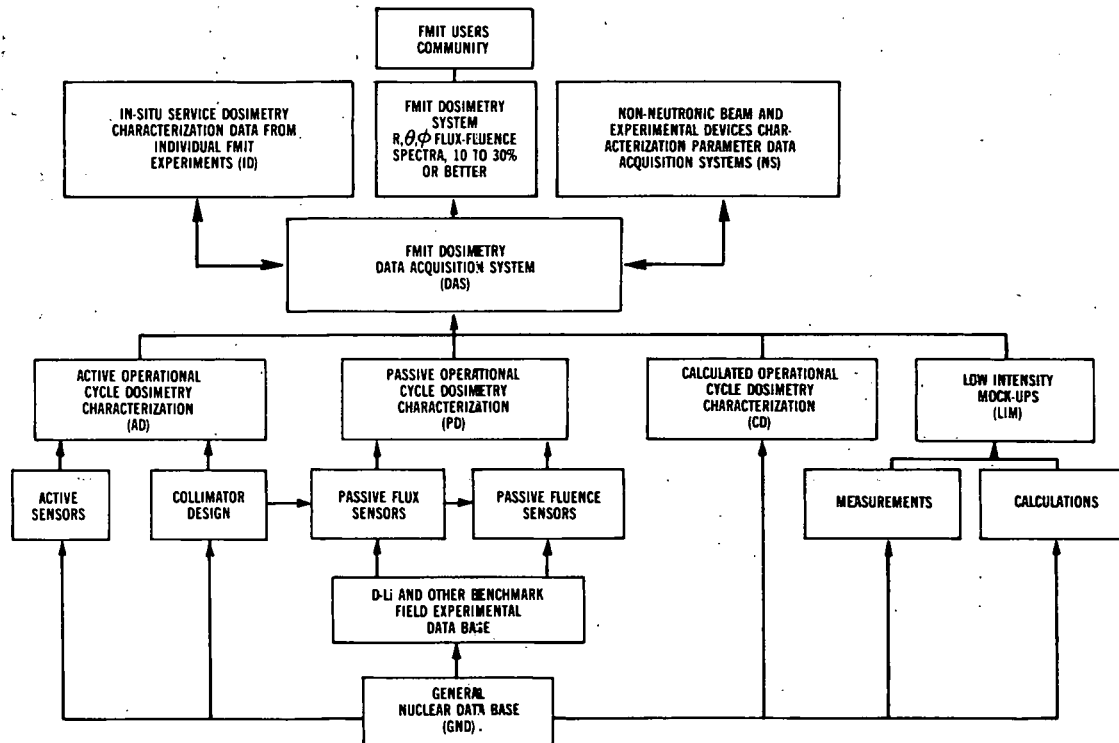 FMIT USERS
COMMUNITY
IN-SITU SERVICE DOSIMETRY
CHARACTERIZATION DATA FROM
INDIVIDUAL FMIT
EXPERIMENTS (ID)
FMIT DOSIMETRY
SYSTEM
R,θ,ϕ FLUX-FLUENCE
SPECTRA, 10 TO 30%
OR BETTER
NON-NEUTRONIC BEAM AND
EXPERIMENTAL DEVICES CHAR-
ACTERIZATION PARAMETER DATA
ACQUISITION SYSTEMS (NS)
FMIT DOSIMETRY
DATA ACQUISITION SYSTEM
(DAS)
ACTIVE OPERATIONAL
CYCLE DOSIMETRY
CHARACTERIZATION
(AD)
PASSIVE OPERATIONAL
CYCLE DOSIMETRY
CHARACTERIZATION
(PD)
CALCULATED OPERATIONAL
CYCLE DOSIMETRY
CHARACTERIZATION
(CD)
LOW INTENSITY
MOCK-UPS
(LIM)
ACTIVE
SENSORS
COLLIMATOR
DESIGN
PASSIVE FLUX
SENSORS
PASSIVE FLUENCE
SENSORS
MEASUREMENTS
CALCULATIONS
D-Li AND OTHER BENCHMARK
FIELD EXPERIMENTAL
DATA BASE
GENERAL
NUCLEAR DATA BASE
(GND).